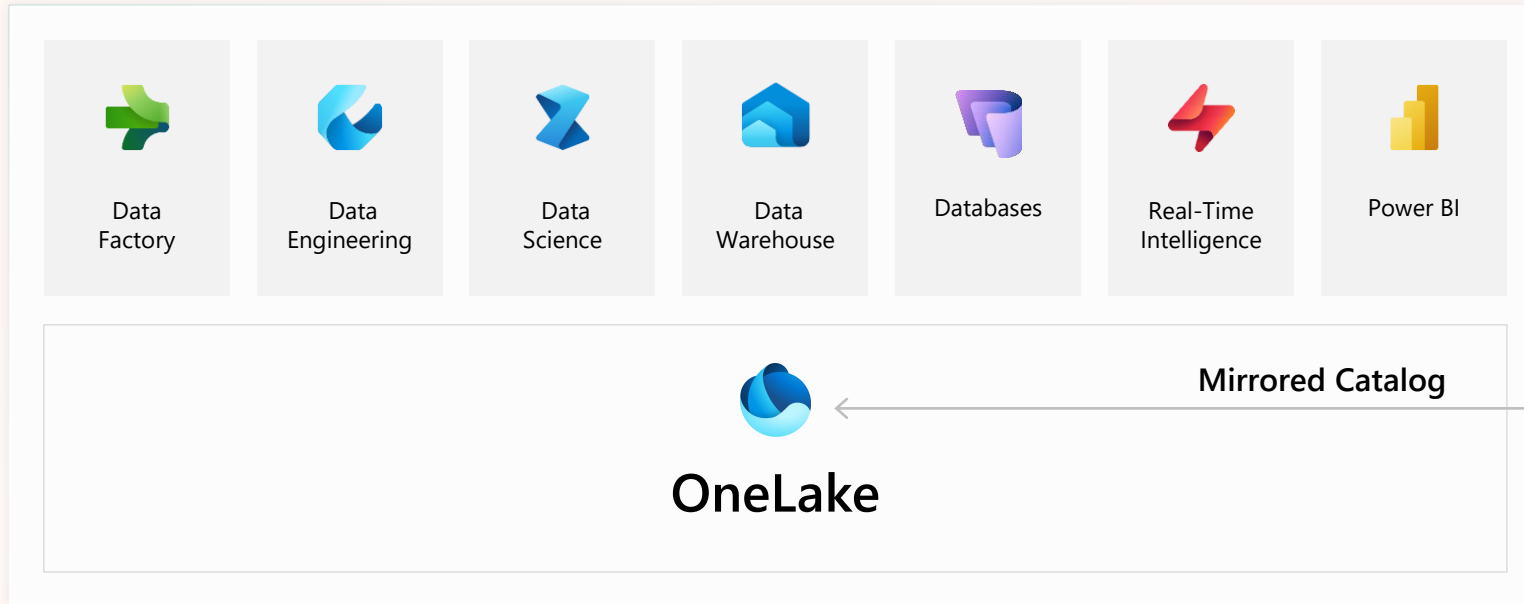 Data
Factory
Data
Engineering
Data
Science
Data
Warehouse
Databases
Real-Time
Intelligence
Power BI
Mirrored Catalog
OneLake